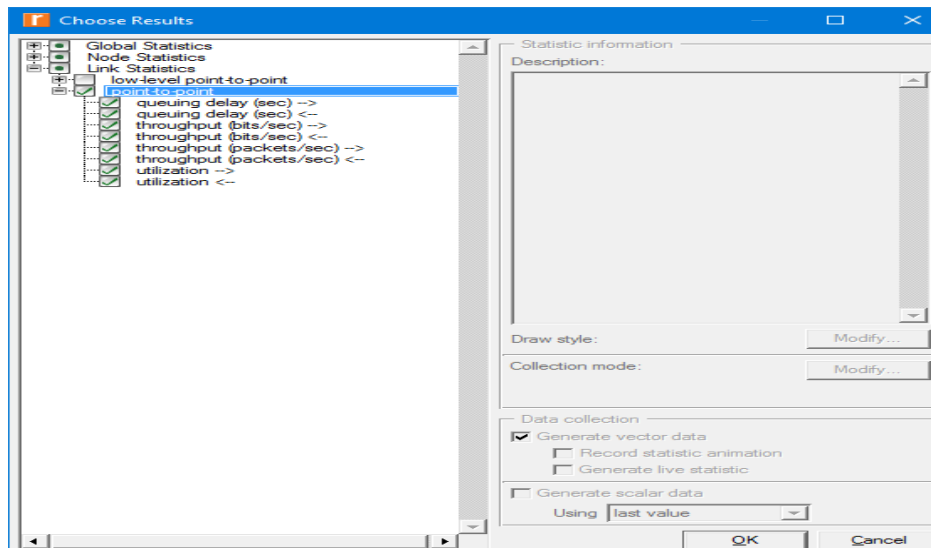 Choose Results
Global Statistics
Node Statistics
Link Statistics
low-level point-to-point
point-to-point
queuing delay (sec) -->
queuing delay (sec) <--
throughput (bits/sec) -->
throughput (bits/sec) <--
throughput (packets/sec) -->
throughput (packets/sec) <--
utilization -->
utilization <--
Statistic information
Description:
Draw style:
Modify...
Collection mode:
Modify...
Data collection
Generate vector data
Record statistic animation
Generate live statistic
Generate scalar data
Using last value
OK Cancel